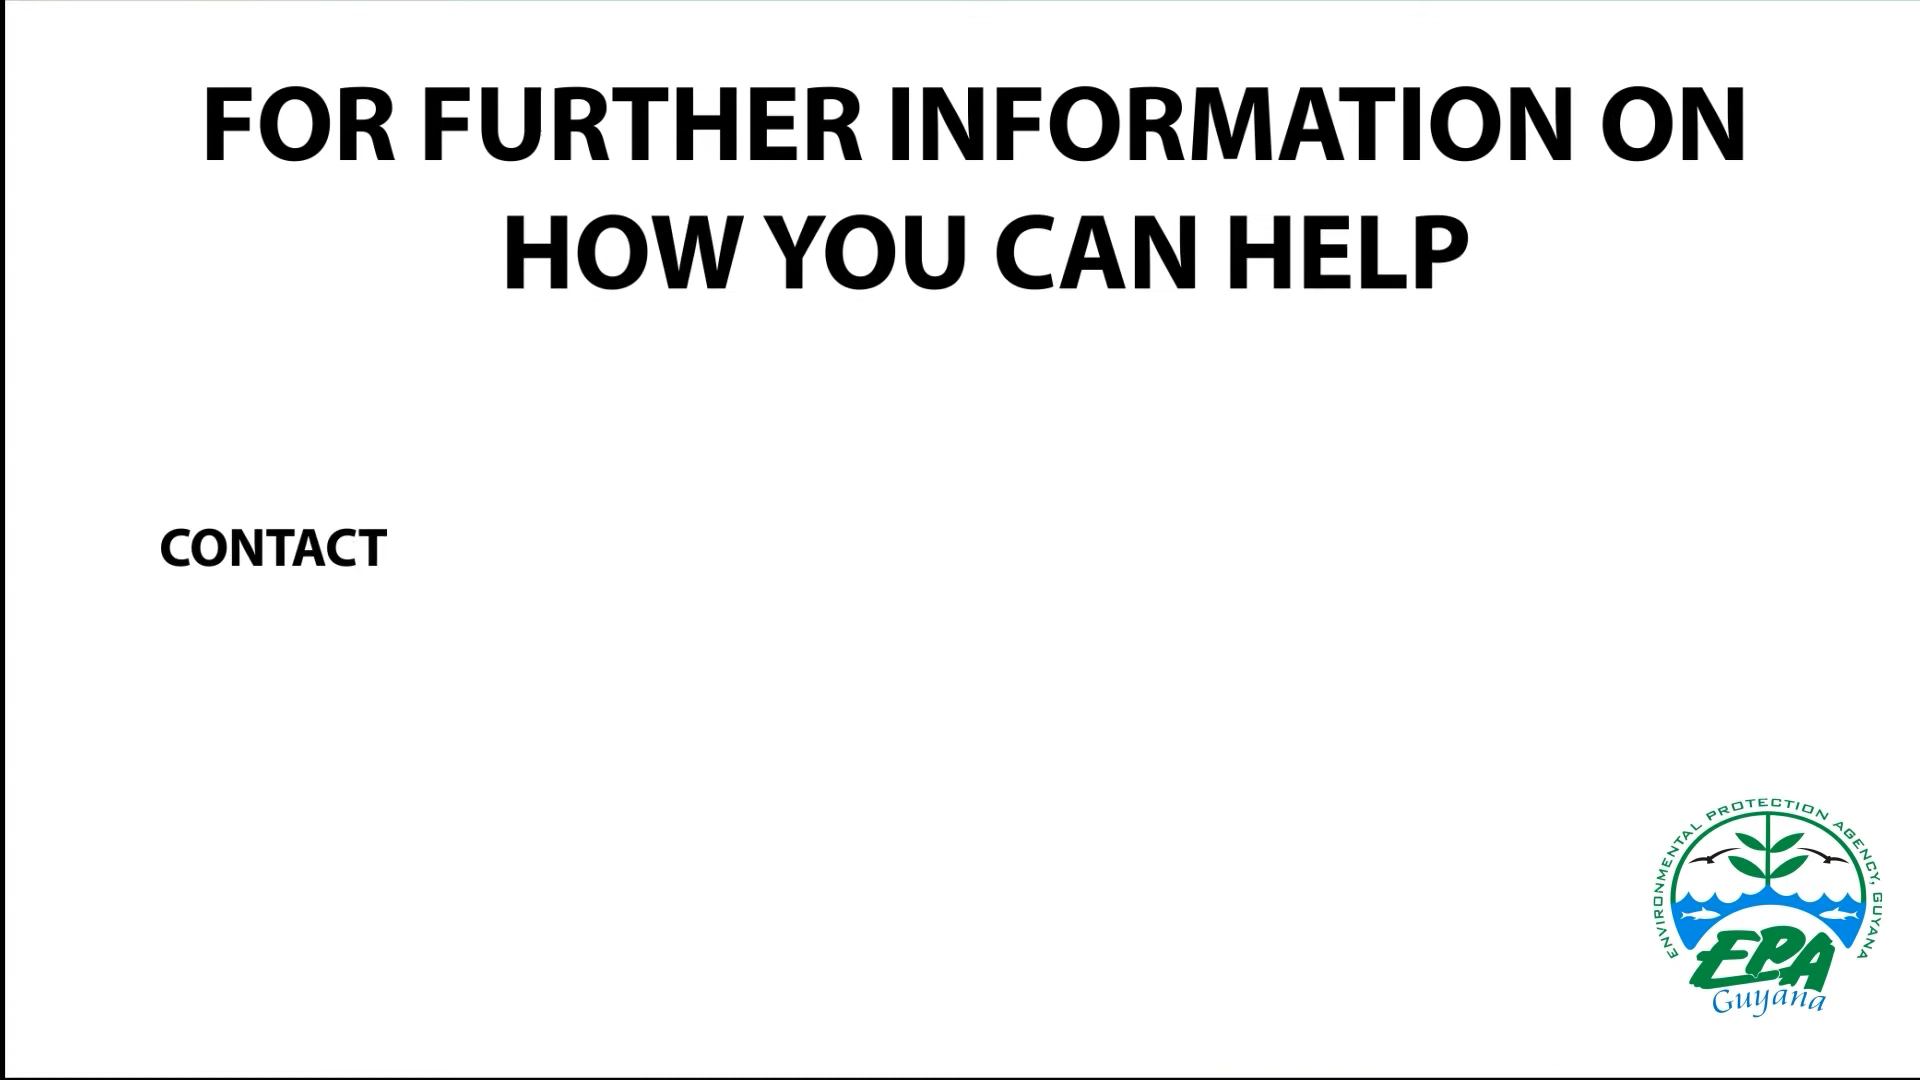 FOR FURTHER INFORMATION ON
HOW YOU CAN HELP
CONTACT
ENVIRONMENTAL PROTECTION AGENCY, GUYANA
EPA
Guyana